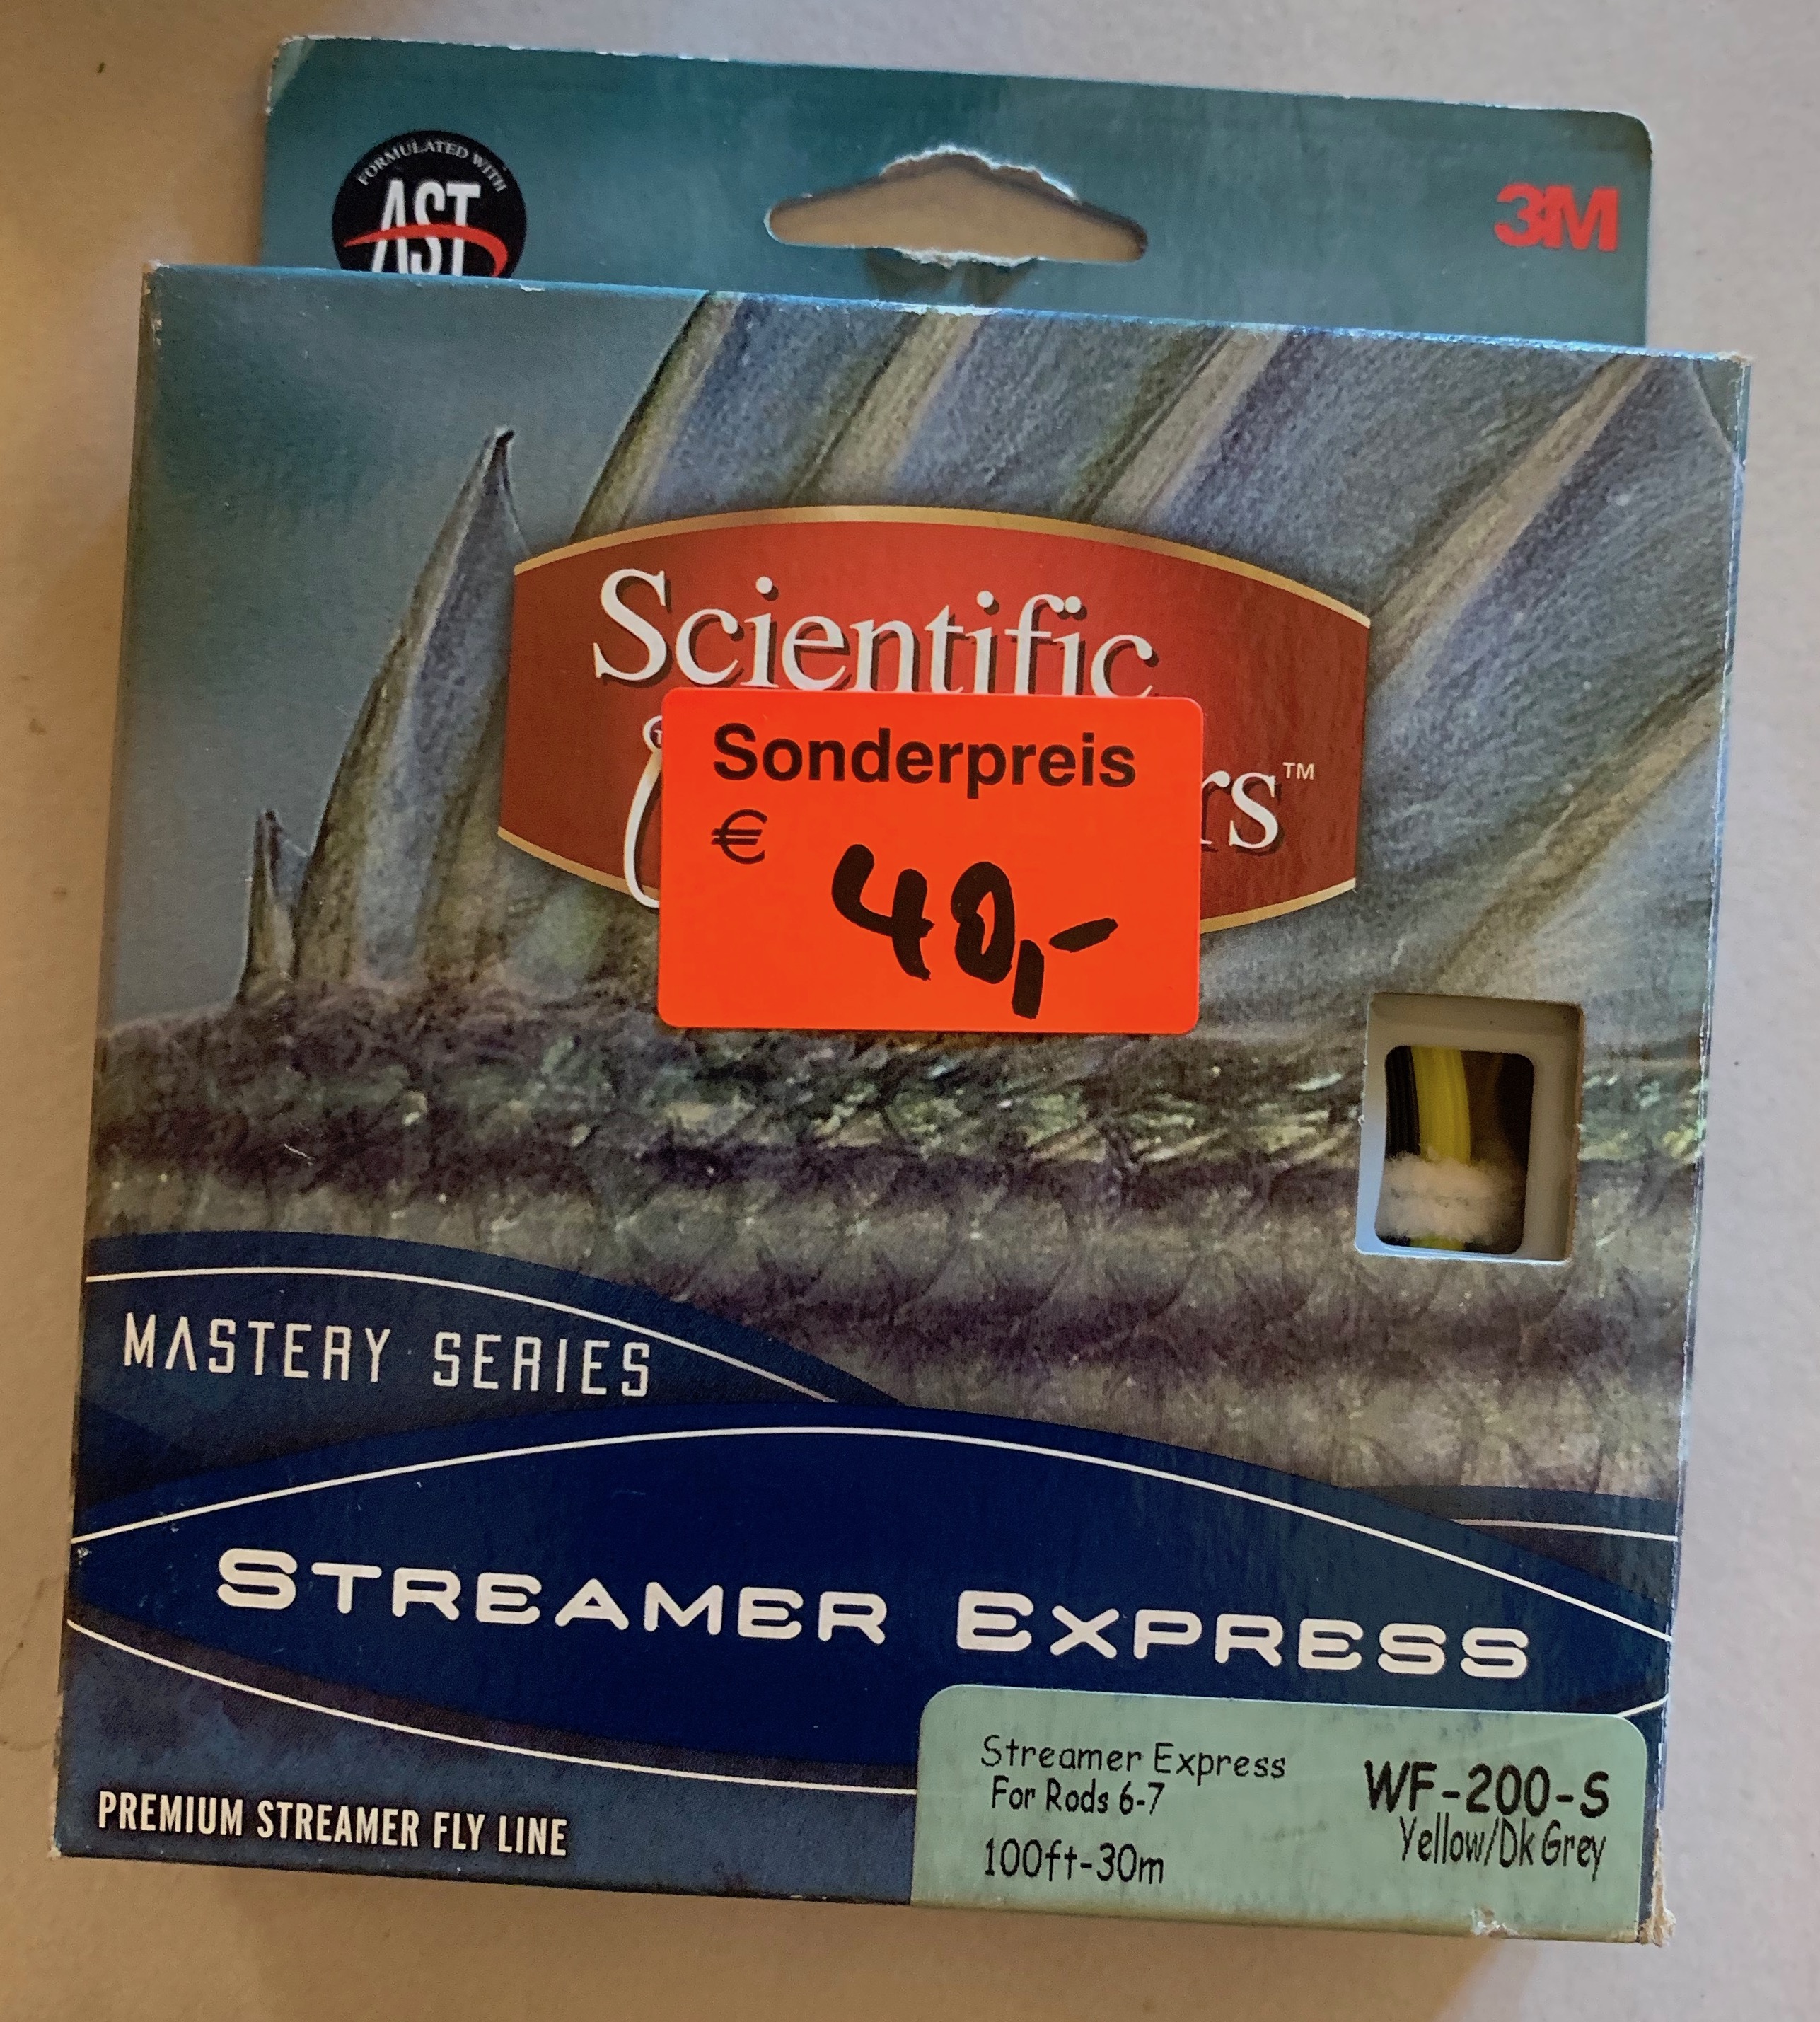 FORMULATED WITH
AST
3M
Scientific
Sonderpreis
€ 40,-
MASTERY SERIES
STREAMER EXPRESS
PREMIUM STREAMER FLY LINE
Streamer Express
For Rods 6-7
100ft-30m
WF-200-S
Yellow/Dk Grey